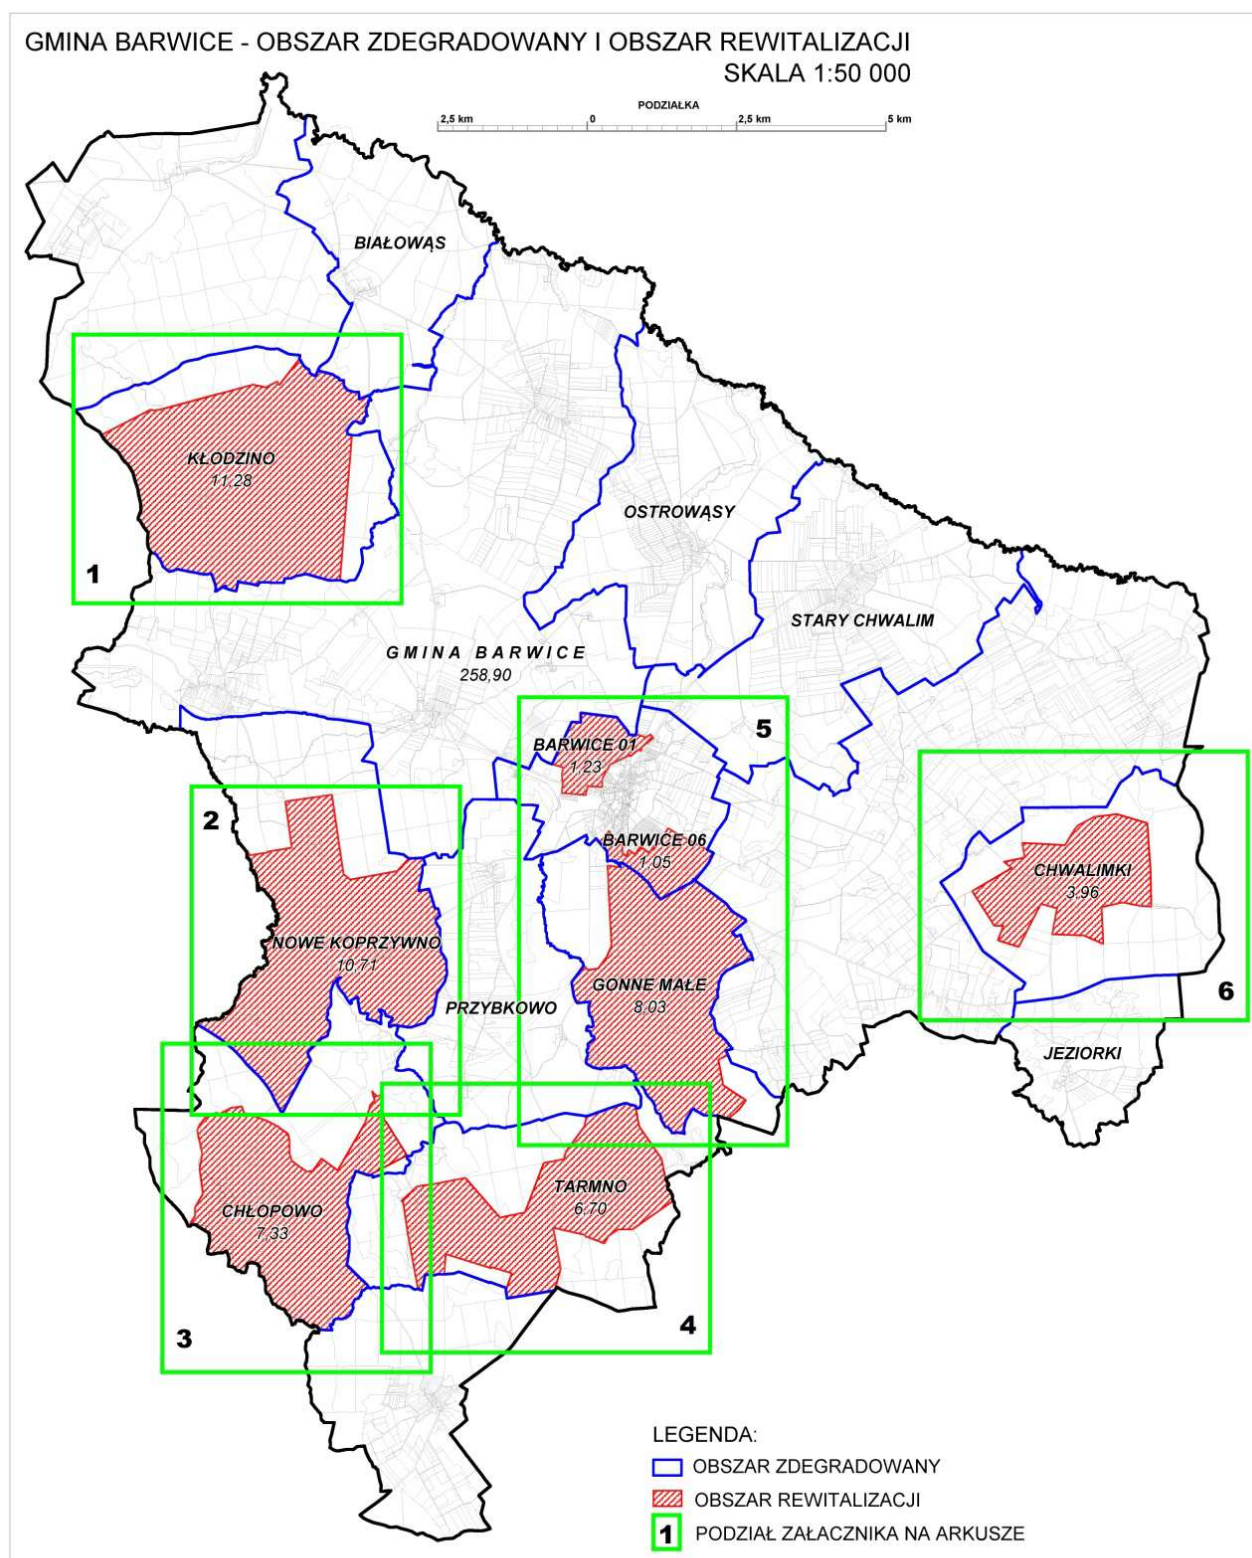 GMINA BARWICE - OBSZAR ZDEGRADOWANY I OBSZAR REWITALIZACJI
SKALA 1:50 000
PODZIAŁKA
2,5 km 0 2,5 km 5 km
BIAŁOWĄS
KŁODZINO
11,28
1
OSTROWĄSY
STARY CHWALIM
GMINA BARWICE
258,90
5
BARWICE 01
1,23
2
BARWICE 06
1,05
CHWALIMKI
3.96
NOWE KOPRZYWNO
10,71
GONNE MAŁE
8,03
PRZYBKOWO
6
JEZIORKI
TARMNO
6,70
CHŁOPOWO
7,33
3
4
LEGENDA:
OBSZAR ZDEGRADOWANY
OBSZAR REWITALIZACJI
1 PODZIAŁ ZAŁACZNIKA NA ARKUSZE